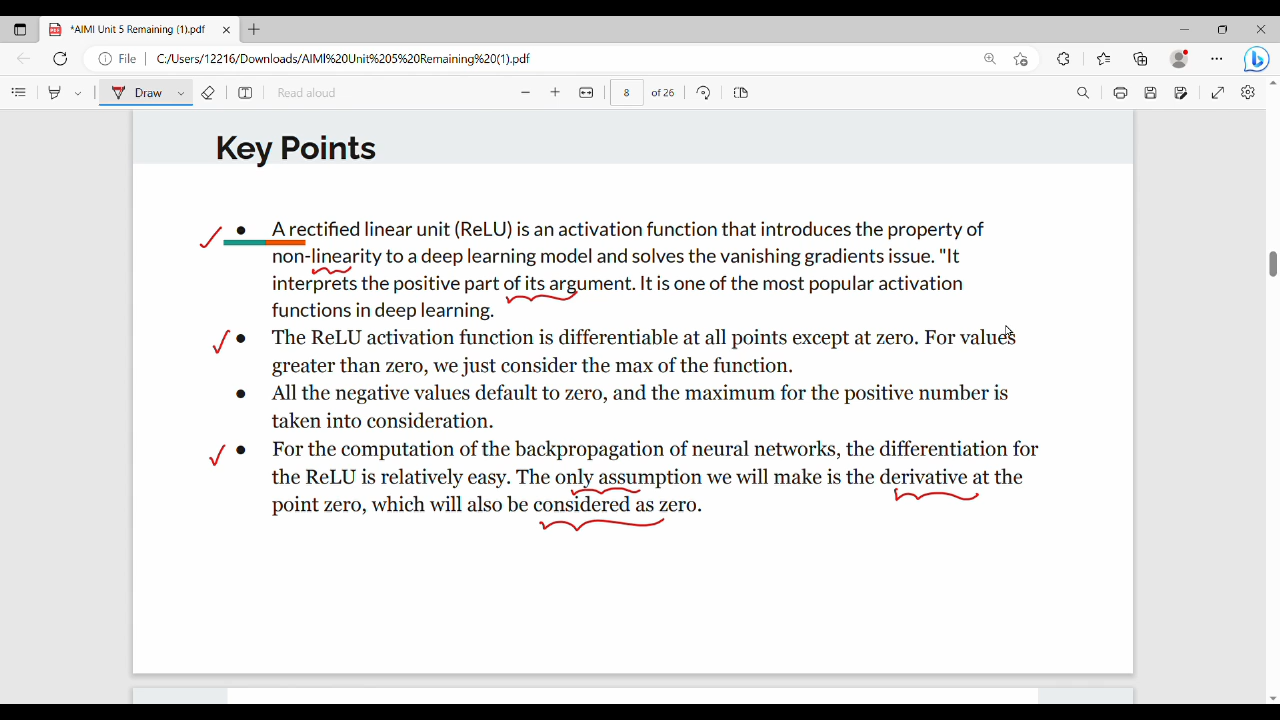 *AIMI Unit 5 Remaining (1).pdf
File
C:/Users/12216/Downloads/AIMI%20Unit%205%20Remaining%20(1).pdf
Draw
Read aloud
8
of 26
Key Points
● A rectified linear unit (ReLU) is an activation function that introduces the property of
non-linearity to a deep learning model and solves the vanishing gradients issue. "It
interprets the positive part of its argument. It is one of the most popular activation
functions in deep learning.
● The ReLU activation function is differentiable at all points except at zero. For values
greater than zero, we just consider the max of the function.
● All the negative values default to zero, and the maximum for the positive number is
taken into consideration.
● For the computation of the backpropagation of neural networks, the differentiation for
the ReLU is relatively easy. The only assumption we will make is the derivative at the
point zero, which will also be considered as zero.